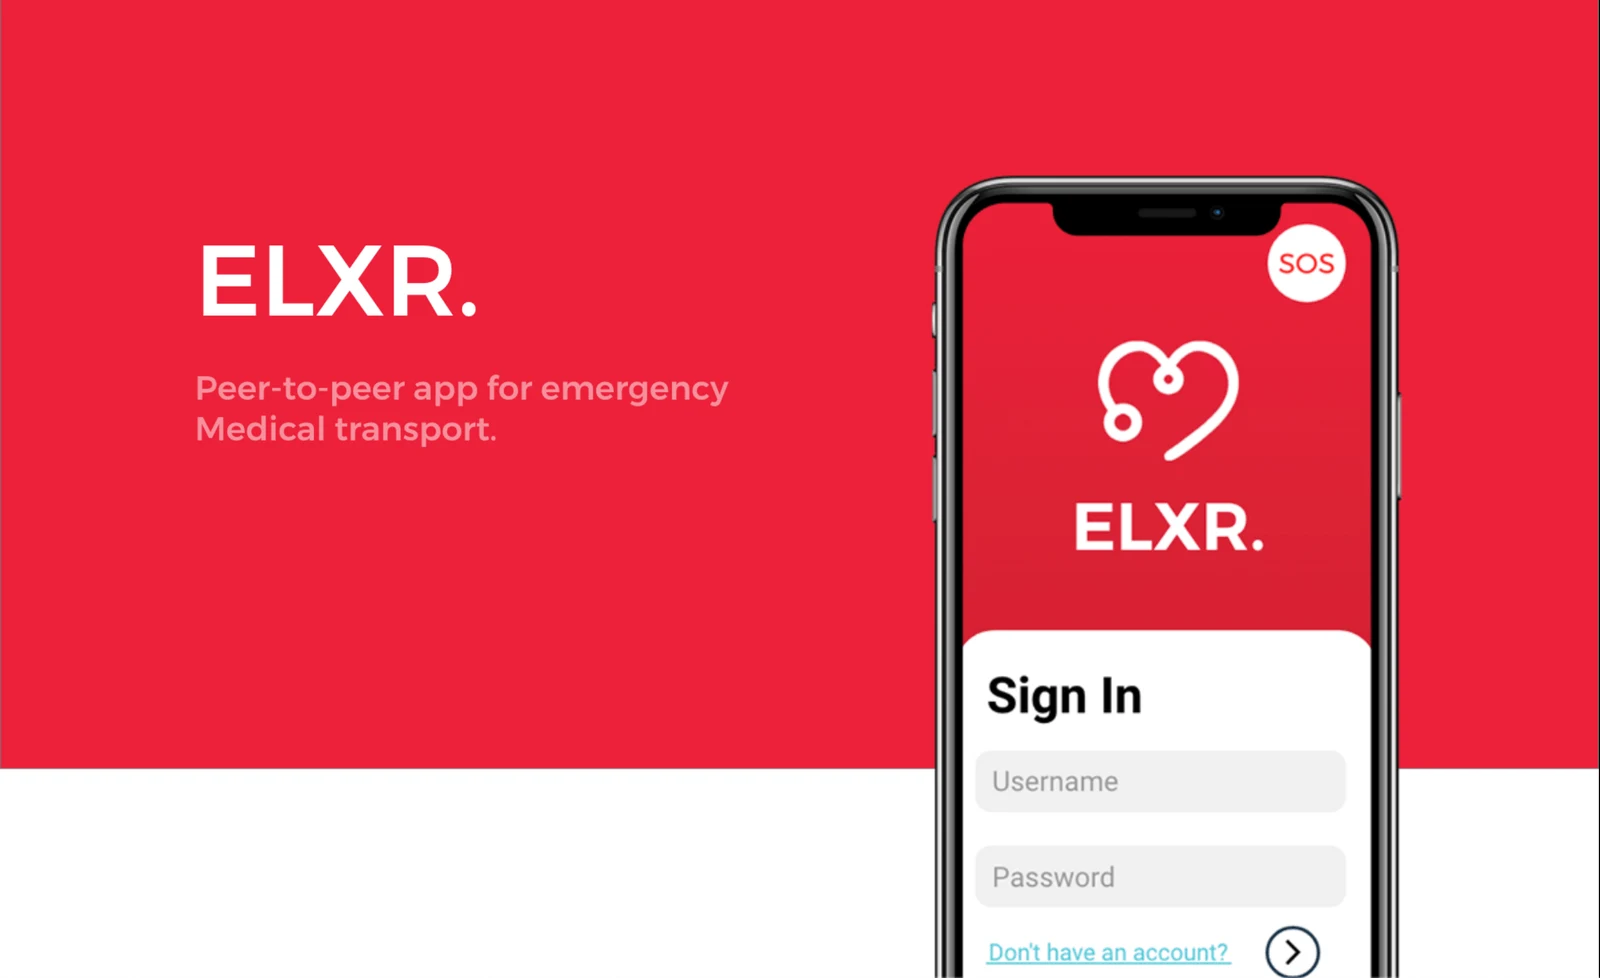 ELXR.
Peer-to-peer app for emergency
Medical transport.
SOS
ELXR.
Sign In
Username
Password
Don't have an account?